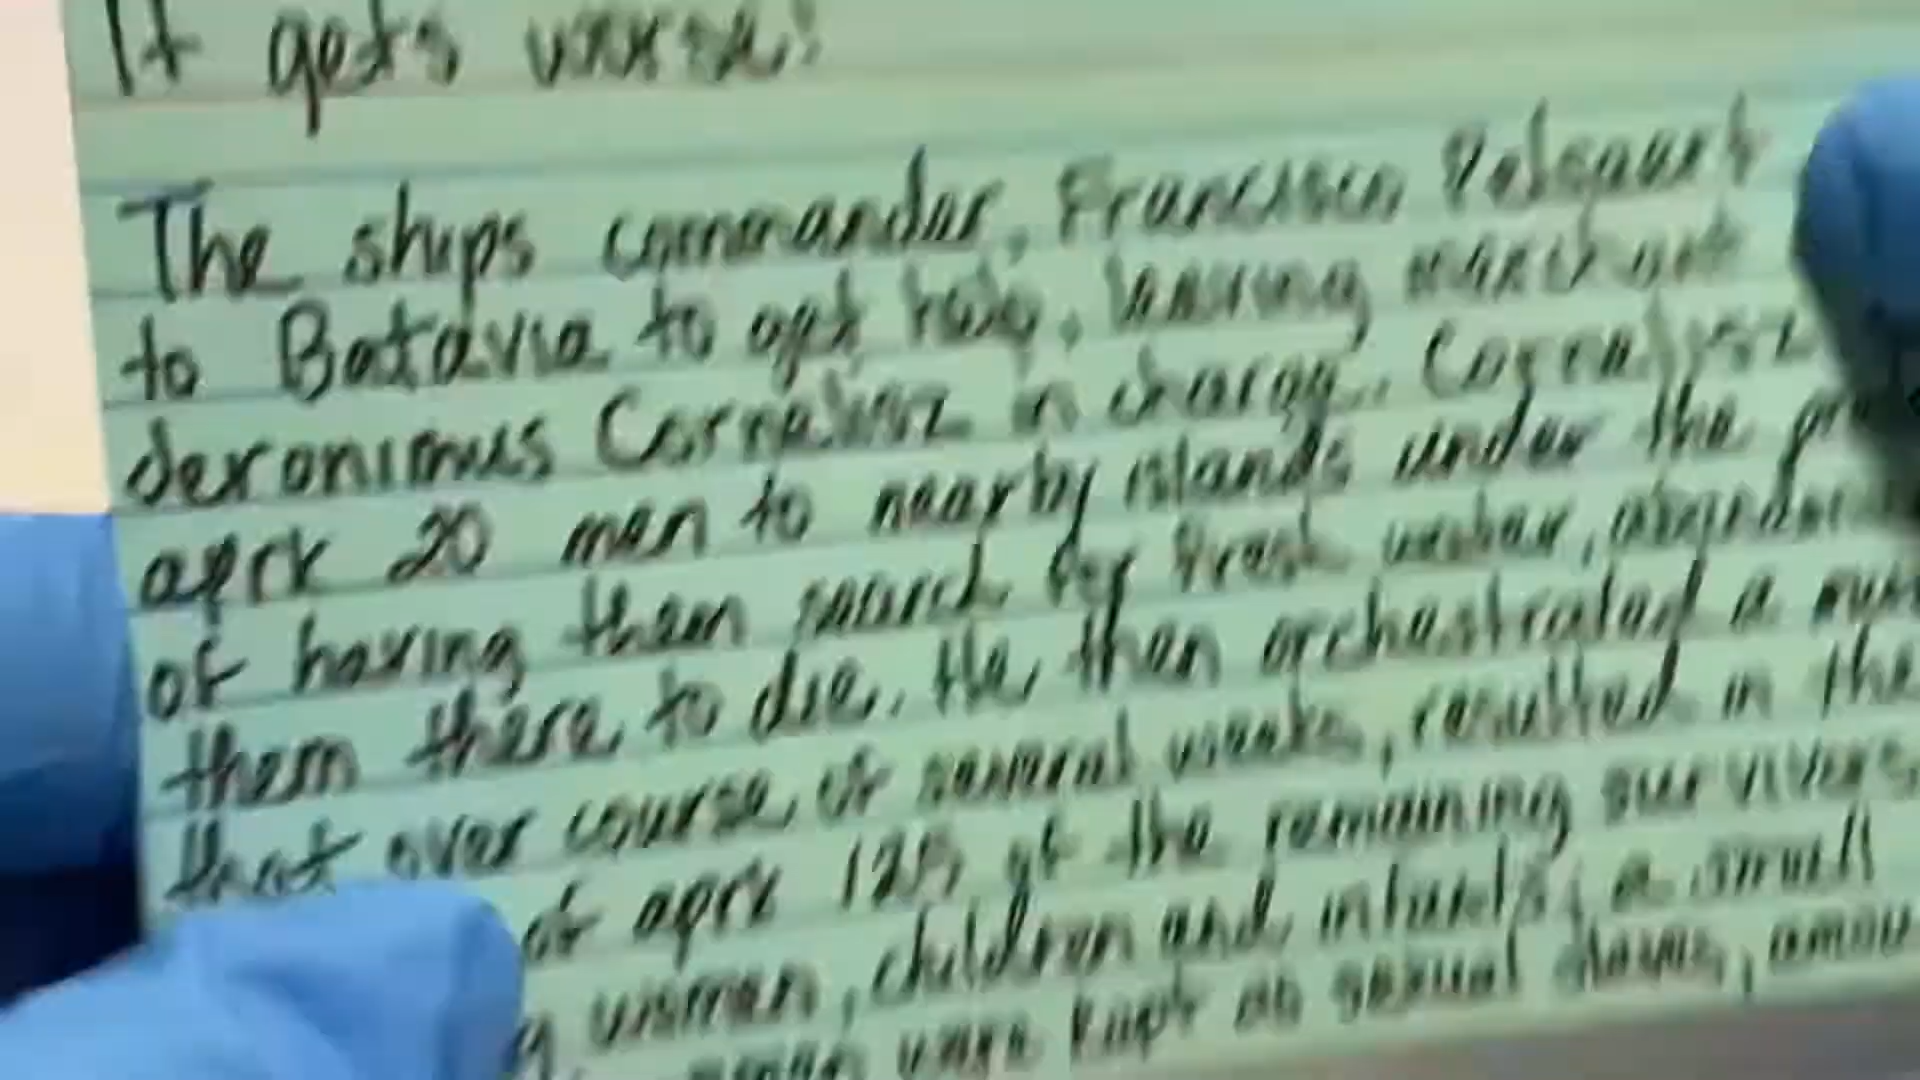 It gets worse!
The ships commander, Francisco Pelsaert
to Batavia to get help, leaving merchant
Jeronimus Cornelisz in charge. Cornelisz
aprx 20 men to nearby islands under the
of having them search for fresh water, abandon
them there to die. He then orchestrated a
that over course of several weeks, resulted in the
of aprx 125 of the remaining survivors
women, children and infants; a small
women were kept as sexual slaves,